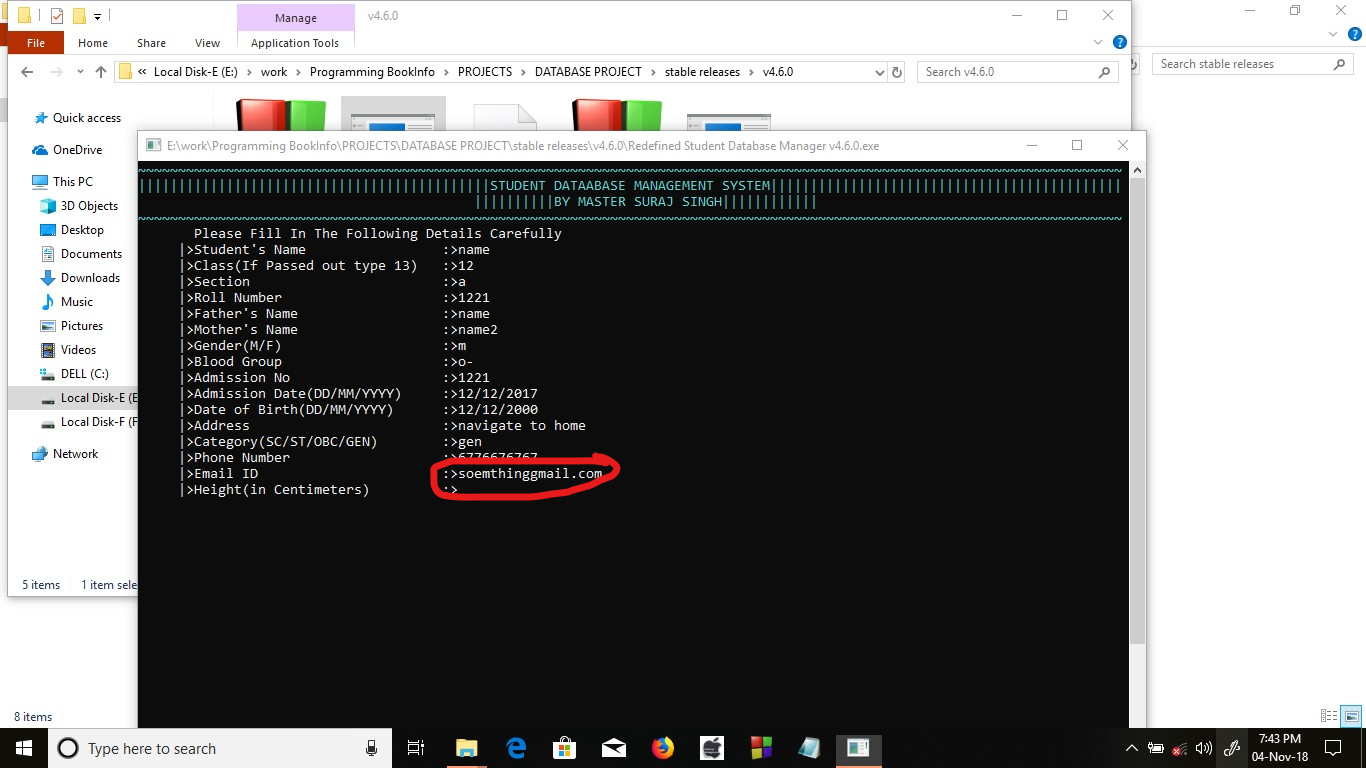 Manage
v4.6.0
File Home Share View Application Tools
« Local Disk-E (E:) > work > Programming BookInfo > PROJECTS > DATABASE PROJECT > stable releases > v4.6.0
Search v4.6.0
Search stable releases
Quick access
OneDrive
This PC
3D Objects
Desktop
Documents
Downloads
Music
Pictures
Videos
DELL (C:)
Local Disk-E (E
Local Disk-F (F
Network
5 items 1 item sele
8 items
E:\work\Programming BookInfo\PROJECTS\DATABASE PROJECT\stable releases\v4.6.0\Redefined Student Database Manager v4.6.0.exe
STUDENT DATAABASE MANAGEMENT SYSTEM
BY MASTER SURAJ SINGH
Please Fill In The Following Details Carefully
|>Student's Name :>name
|>Class(If Passed out type 13) :>12
|>Section :>a
|>Roll Number :>1221
|>Father's Name :>name
|>Mother's Name :>name2
|>Gender(M/F) :>m
|>Blood Group :>o-
|>Admission No :>1221
|>Admission Date(DD/MM/YYYY) :>12/12/2017
|>Date of Birth(DD/MM/YYYY) :>12/12/2000
|>Address :>navigate to home
|>Category(SC/ST/OBC/GEN) :>gen
|>Phone Number :>6776676767
|>Email ID :>soemthinggmail.com
|>Height(in Centimeters) :>
Type here to search
7:43 PM
04-Nov-18